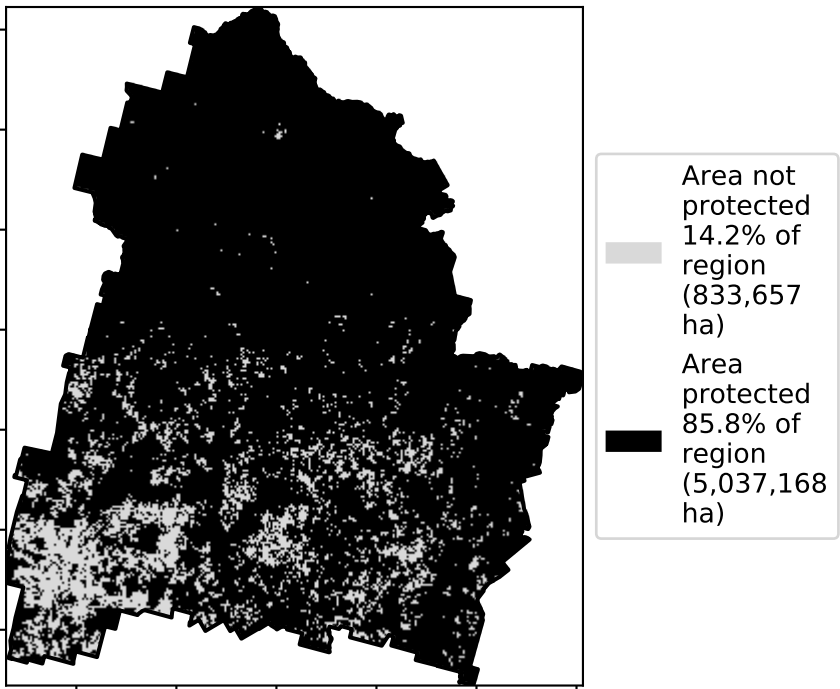 Area not
protected
14.2% of
region
(833,657
ha)
Area
protected
85.8% of
region
(5,037,168
ha)